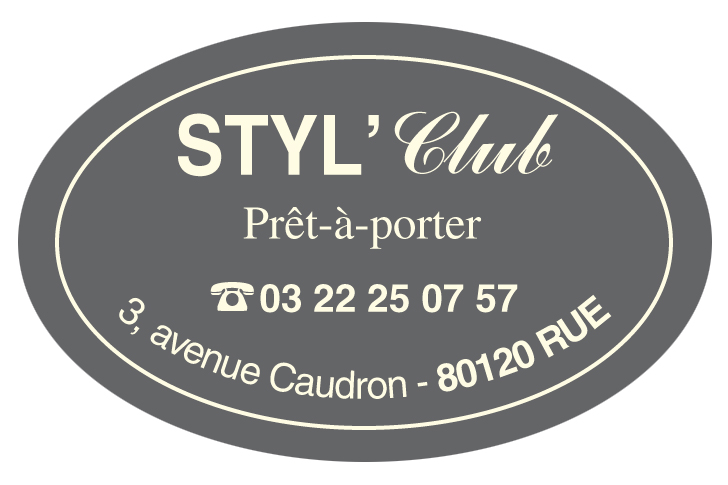 STYL’Club
Prêt-à-porter
☎03 22 25 07 57
3, avenue Caudron - 80120 RUE